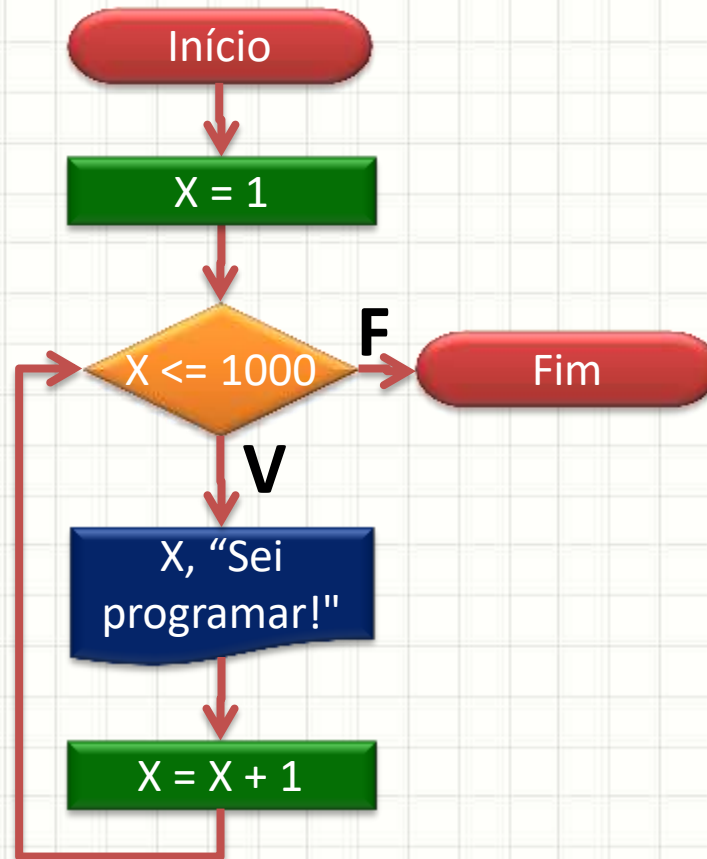 Início
X = 1
X <= 1000
F
Fim
V
X, “Sei
programar!"
X = X + 1